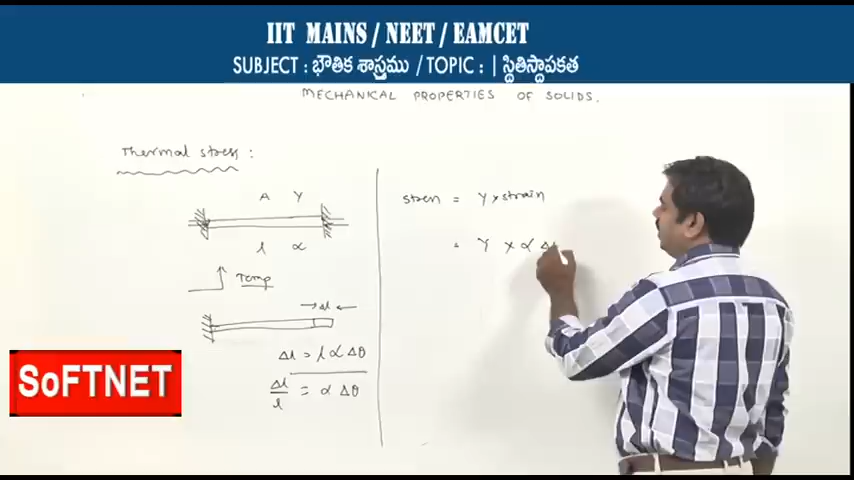 IIT MAINS / NEET / EAMCET
SUBJECT : భౌతిక శాస్త్రము / TOPIC : | స్థితిస్థాపకత
MECHANICAL PROPERTIES OF SOLIDS.
Thermal stress :
A Y
l α
Temp
Δl
Δl = l α Δθ
Δl/l = α Δθ
stress = Y x strain
= Y x α Δ
SoFTNET